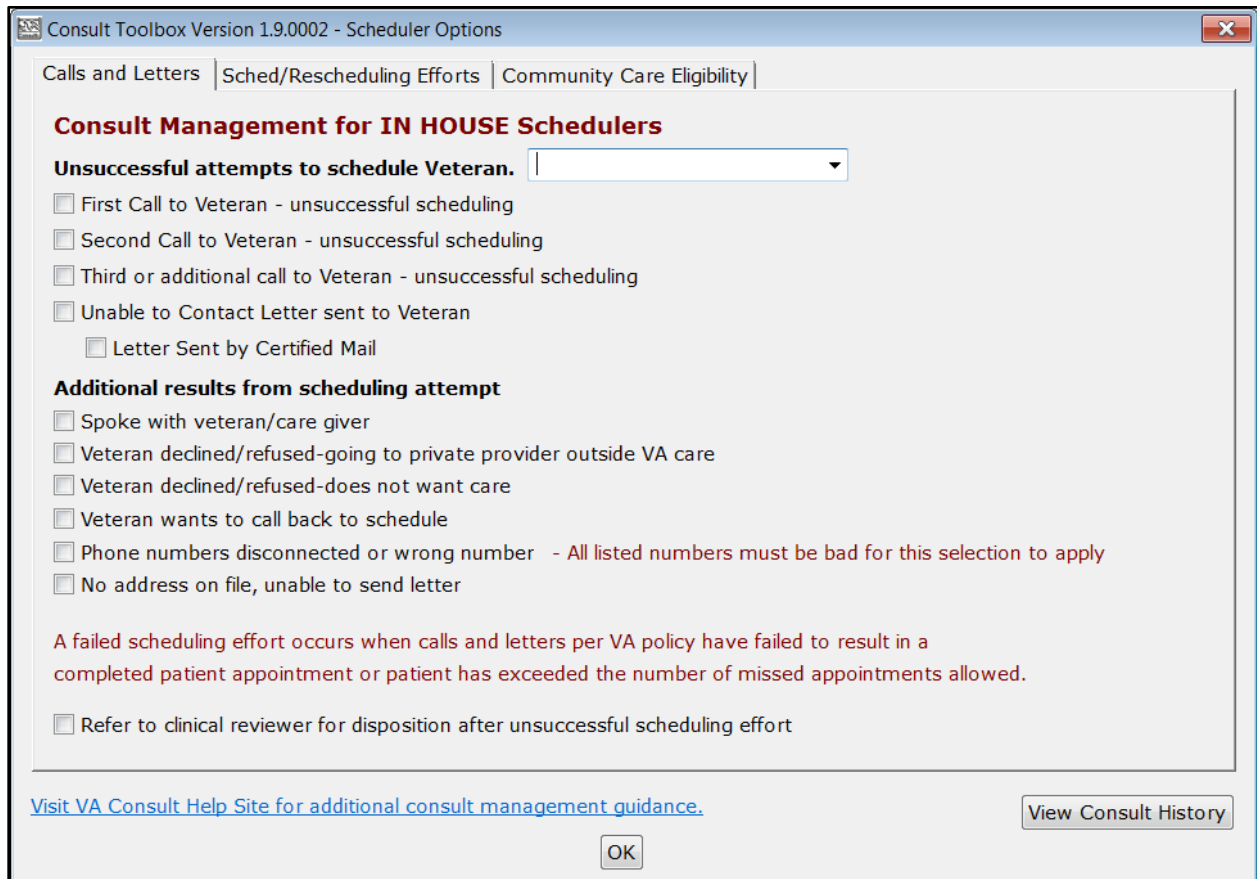 Consult Toolbox Version 1.9.0002 - Scheduler Options
Calls and Letters
Sched/Rescheduling Efforts
Community Care Eligibility
Consult Management for IN HOUSE Schedulers
Unsuccessful attempts to schedule Veteran.
First Call to Veteran - unsuccessful scheduling
Second Call to Veteran - unsuccessful scheduling
Third or additional call to Veteran - unsuccessful scheduling
Unable to Contact Letter sent to Veteran
Letter Sent by Certified Mail
Additional results from scheduling attempt
Spoke with veteran/care giver
Veteran declined/refused-going to private provider outside VA care
Veteran declined/refused-does not want care
Veteran wants to call back to schedule
Phone numbers disconnected or wrong number - All listed numbers must be bad for this selection to apply
No address on file, unable to send letter
A failed scheduling effort occurs when calls and letters per VA policy have failed to result in a
completed patient appointment or patient has exceeded the number of missed appointments allowed.
Refer to clinical reviewer for disposition after unsuccessful scheduling effort
Visit VA Consult Help Site for additional consult management guidance.
View Consult History
OK